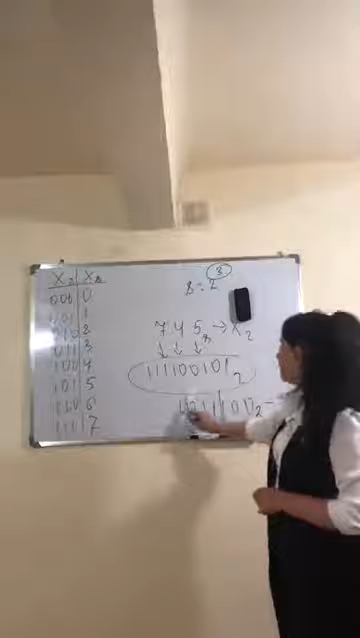 X₂ X₈
000 0
001 1
010 2
011 3
100 4
101 5
110 6
111 7
8 = 2³
745₈ → X₂
↓ ↓ ↓
111100101₂